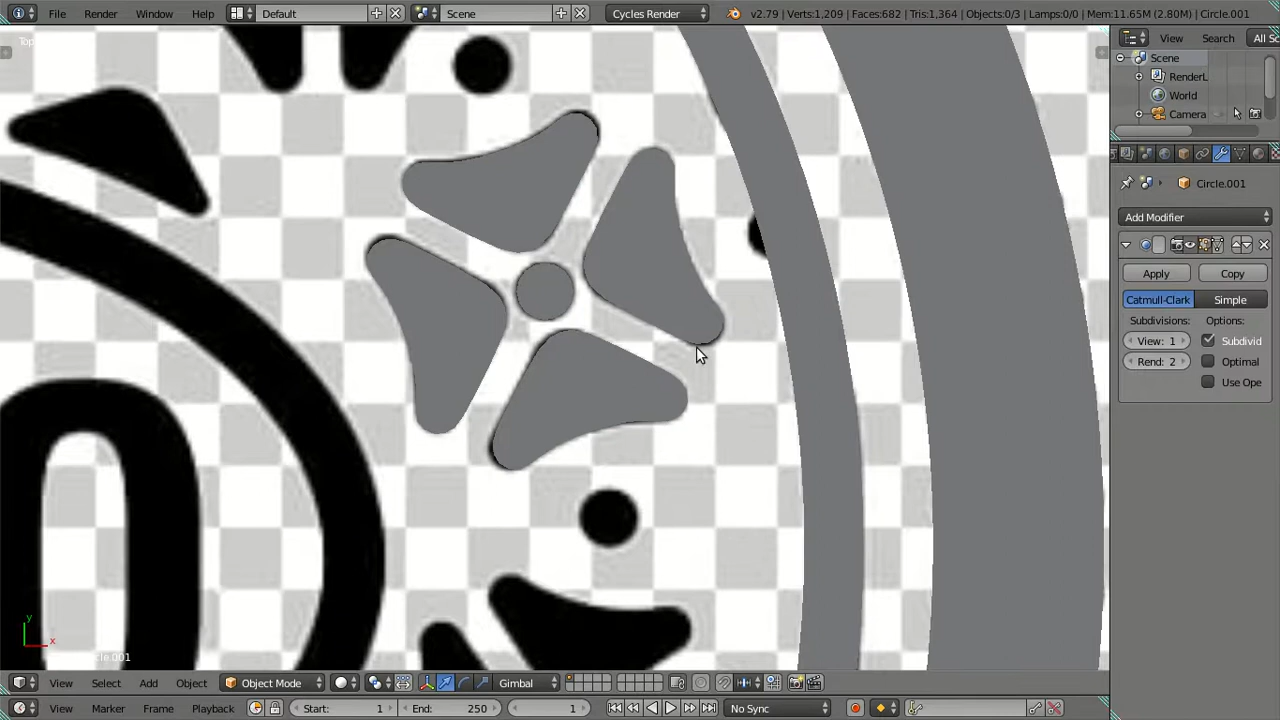 File Render Window Help Default Scene Cycles Render v2.79 | Verts:1,209 | Faces:682 | Tris:1,364 | Objects:0/3 | Lamps:0/0 | Mem:11.65M (2.80M) | Circle.001
View Search All Sc
Scene
RenderL
World
Camera
Circle.001
Add Modifier
Apply Copy
Catmull-Clark Simple
Subdivisions: Options:
View: 1 Subdivid
Rend: 2 Optimal
Use Ope
0
y
x
View Select Add Object Object Mode Gimbal
View Marker Frame Playback Start: 1 End: 250 1 No Sync